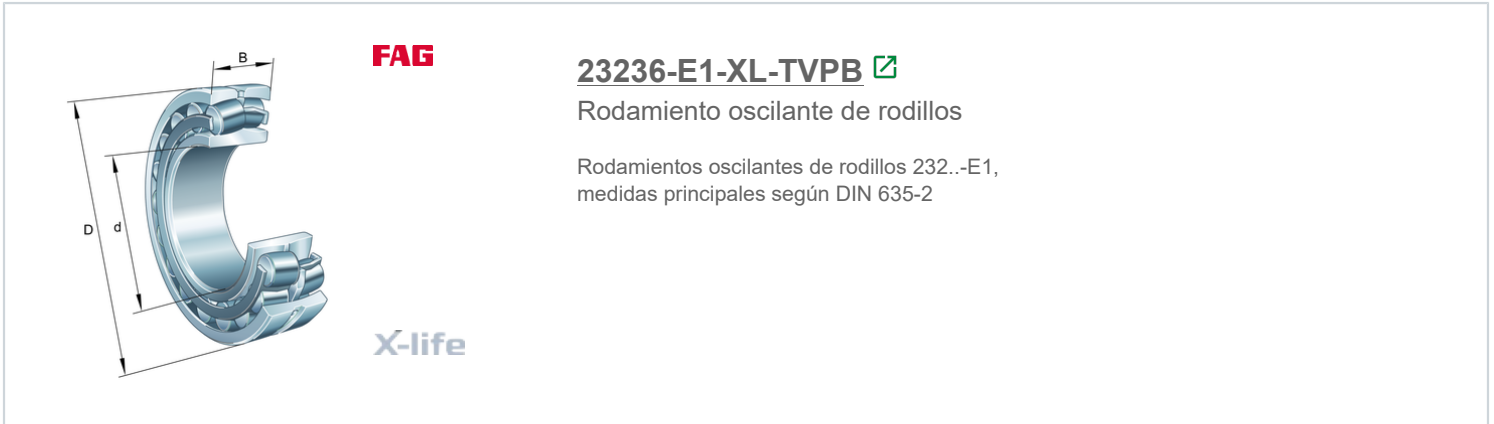 B
D
d
FAG
X-life
23236-E1-XL-TVPB
Rodamiento oscilante de rodillos
Rodamientos oscilantes de rodillos 232..-E1,
medidas principales según DIN 635-2